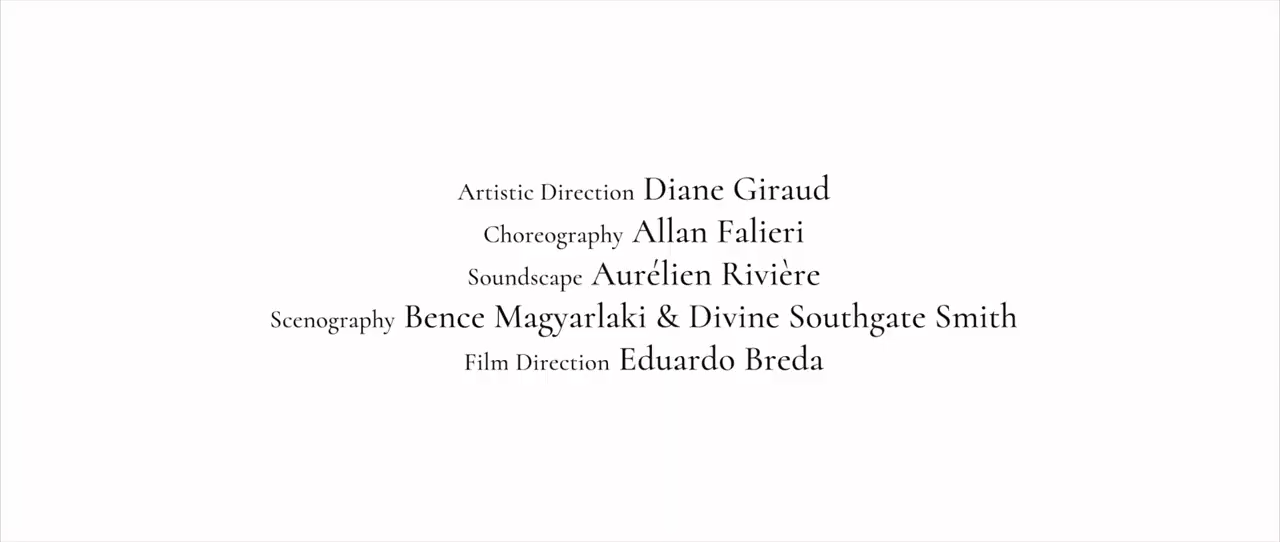 Artistic Direction Diane Giraud
Choreography Allan Falieri
Soundscape Aurélien Rivière
Scenography Bence Magyarlaki & Divine Southgate Smith
Film Direction Eduardo Breda